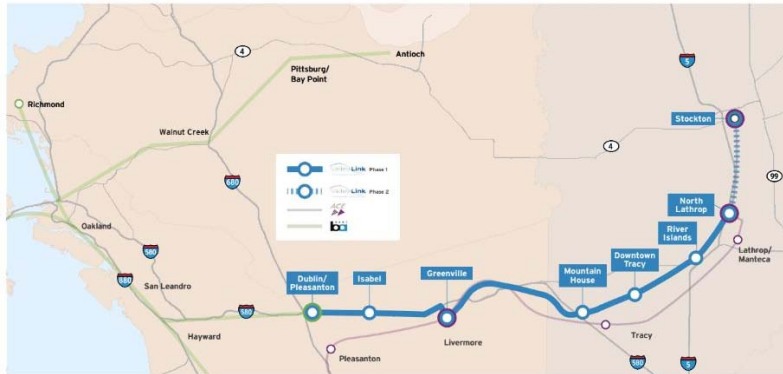 4
Antioch
Pittsburg/
Bay Point
5
Richmond
Stockton
Walnut Creek
4
99
Link Phase 1
Link Phase 2
680
ACE
North
Lathrop
Oakland
River
Islands
Lathrop/
Manteca
580
Downtown
Tracy
880
San Leandro
Dublin/
Pleasanton
Isabel
Greenville
Mountain
House
580
Hayward
Livermore
Tracy
Pleasanton
580
5